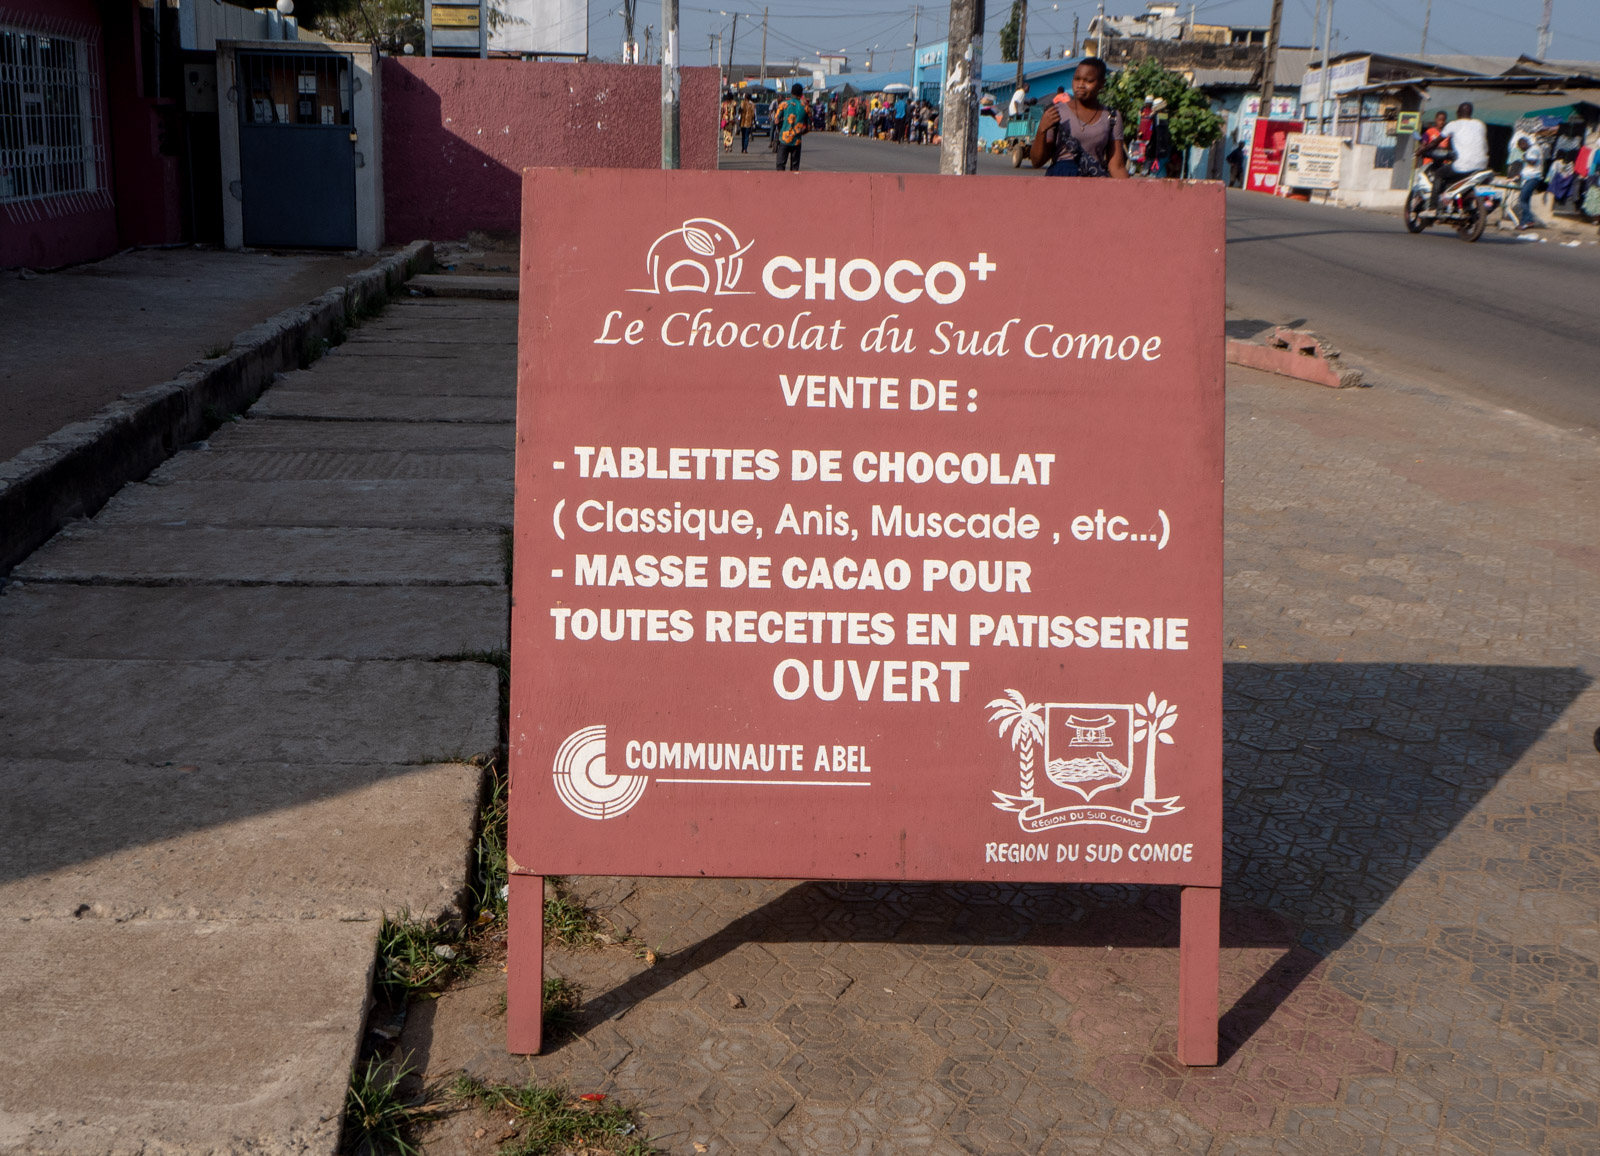 CHOCO+
Le Chocolat du Sud Comoe
VENTE DE :
- TABLETTES DE CHOCOLAT
( Classique, Anis, Muscade , etc...)
- MASSE DE CACAO POUR
TOUTES RECETTES EN PATISSERIE
OUVERT
COMMUNAUTE ABEL
REGION DU SUD COMOE
REGION DU SUD COMOE
YU